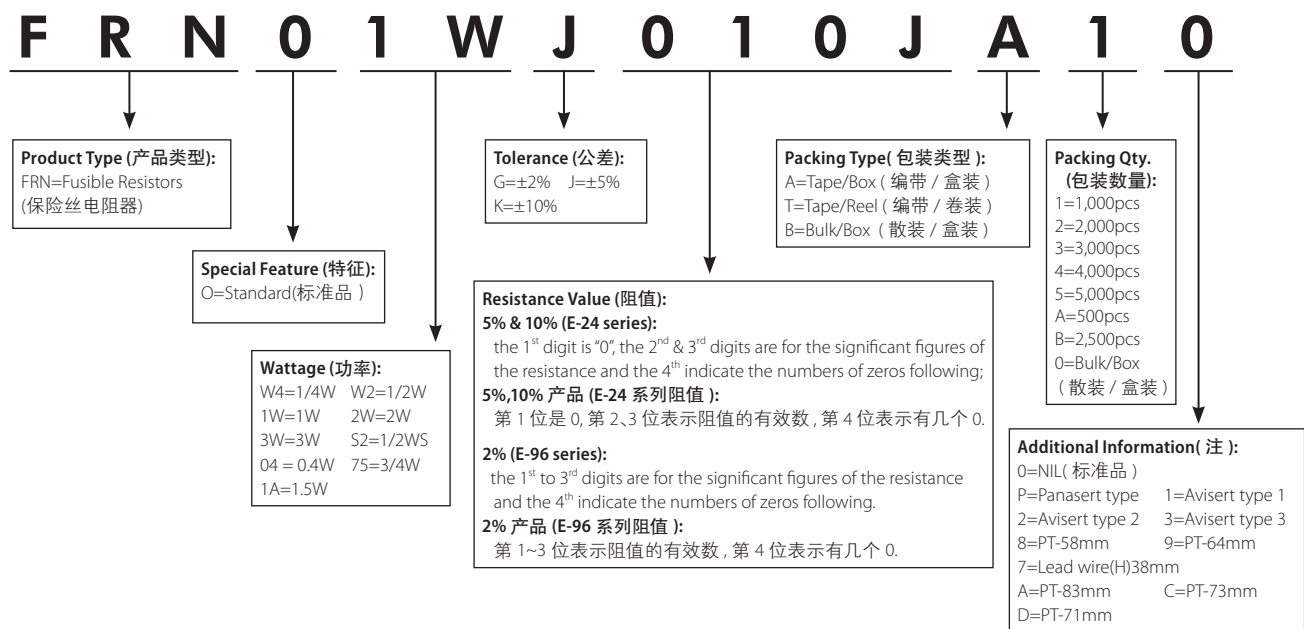 F R N 0 1 W J 0 1 0 J A 1 0
Product Type (产品类型):
FRN=Fusible Resistors
(保险丝电阻器)
Special Feature (特征):
O=Standard(标准品 )
Wattage (功率):
W4=1/4W W2=1/2W
1W=1W 2W=2W
3W=3W S2=1/2WS
04 = 0.4W 75=3/4W
1A=1.5W
Tolerance (公差):
G=±2% J=±5%
K=±10%
Resistance Value (阻值):
5% & 10% (E-24 series):
the 1st digit is "0", the 2nd & 3rd digits are for the significant figures of
the resistance and the 4th indicate the numbers of zeros following;
5%,10% 产品 (E-24 系列阻值 ):
第 1 位是 0, 第 2、3 位表示阻值的有效数 , 第 4 位表示有几个 0.
2% (E-96 series):
the 1st to 3rd digits are for the significant figures of the resistance
and the 4th indicate the numbers of zeros following.
2% 产品 (E-96 系列阻值 ):
第 1~3 位表示阻值的有效数 , 第 4 位表示有几个 0.
Packing Type( 包装类型 ):
A=Tape/Box ( 编带 / 盒装 )
T=Tape/Reel ( 编带 / 卷装 )
B=Bulk/Box ( 散装 / 盒装 )
Packing Qty.
(包装数量):
1=1,000pcs
2=2,000pcs
3=3,000pcs
4=4,000pcs
5=5,000pcs
A=500pcs
B=2,500pcs
0=Bulk/Box
( 散装 / 盒装 )
Additional Information( 注 ):
0=NIL( 标准品 )
P=Panasert type 1=Avisert type 1
2=Avisert type 2 3=Avisert type 3
8=PT-58mm 9=PT-64mm
7=Lead wire(H)38mm
A=PT-83mm C=PT-73mm
D=PT-71mm